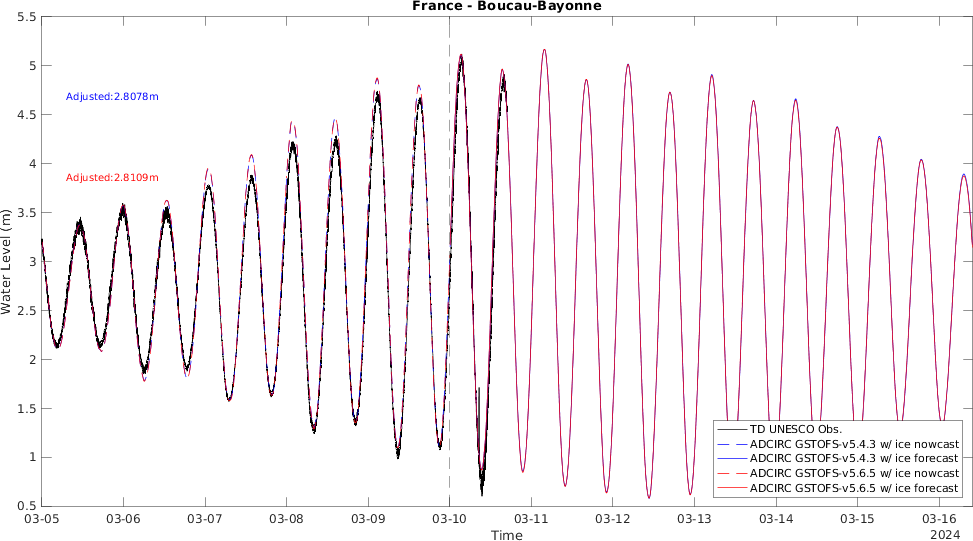 France - Boucau-Bayonne
5.5
5
4.5
4
3.5
3
2.5
2
1.5
1
0.5
Water Level (m)
Adjusted:2.8078m
Adjusted:2.8109m
TD UNESCO Obs.
ADCIRC GSTOFS-v5.4.3 w/ ice nowcast
ADCIRC GSTOFS-v5.4.3 w/ ice forecast
ADCIRC GSTOFS-v5.6.5 w/ ice nowcast
ADCIRC GSTOFS-v5.6.5 w/ ice forecast
03-05 03-06 03-07 03-08 03-09 03-10 03-11 03-12 03-13 03-14 03-15 03-16
2024
Time